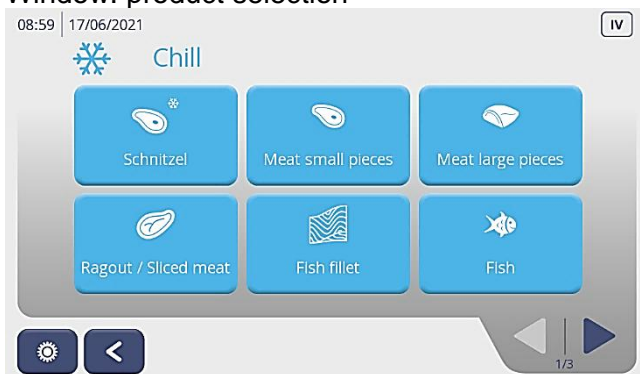 Window: product selection
08:59 17/06/2021 IV
Chill
Schnitzel Meat small pieces Meat large pieces
Ragout / Sliced meat Fish fillet Fish
1/3